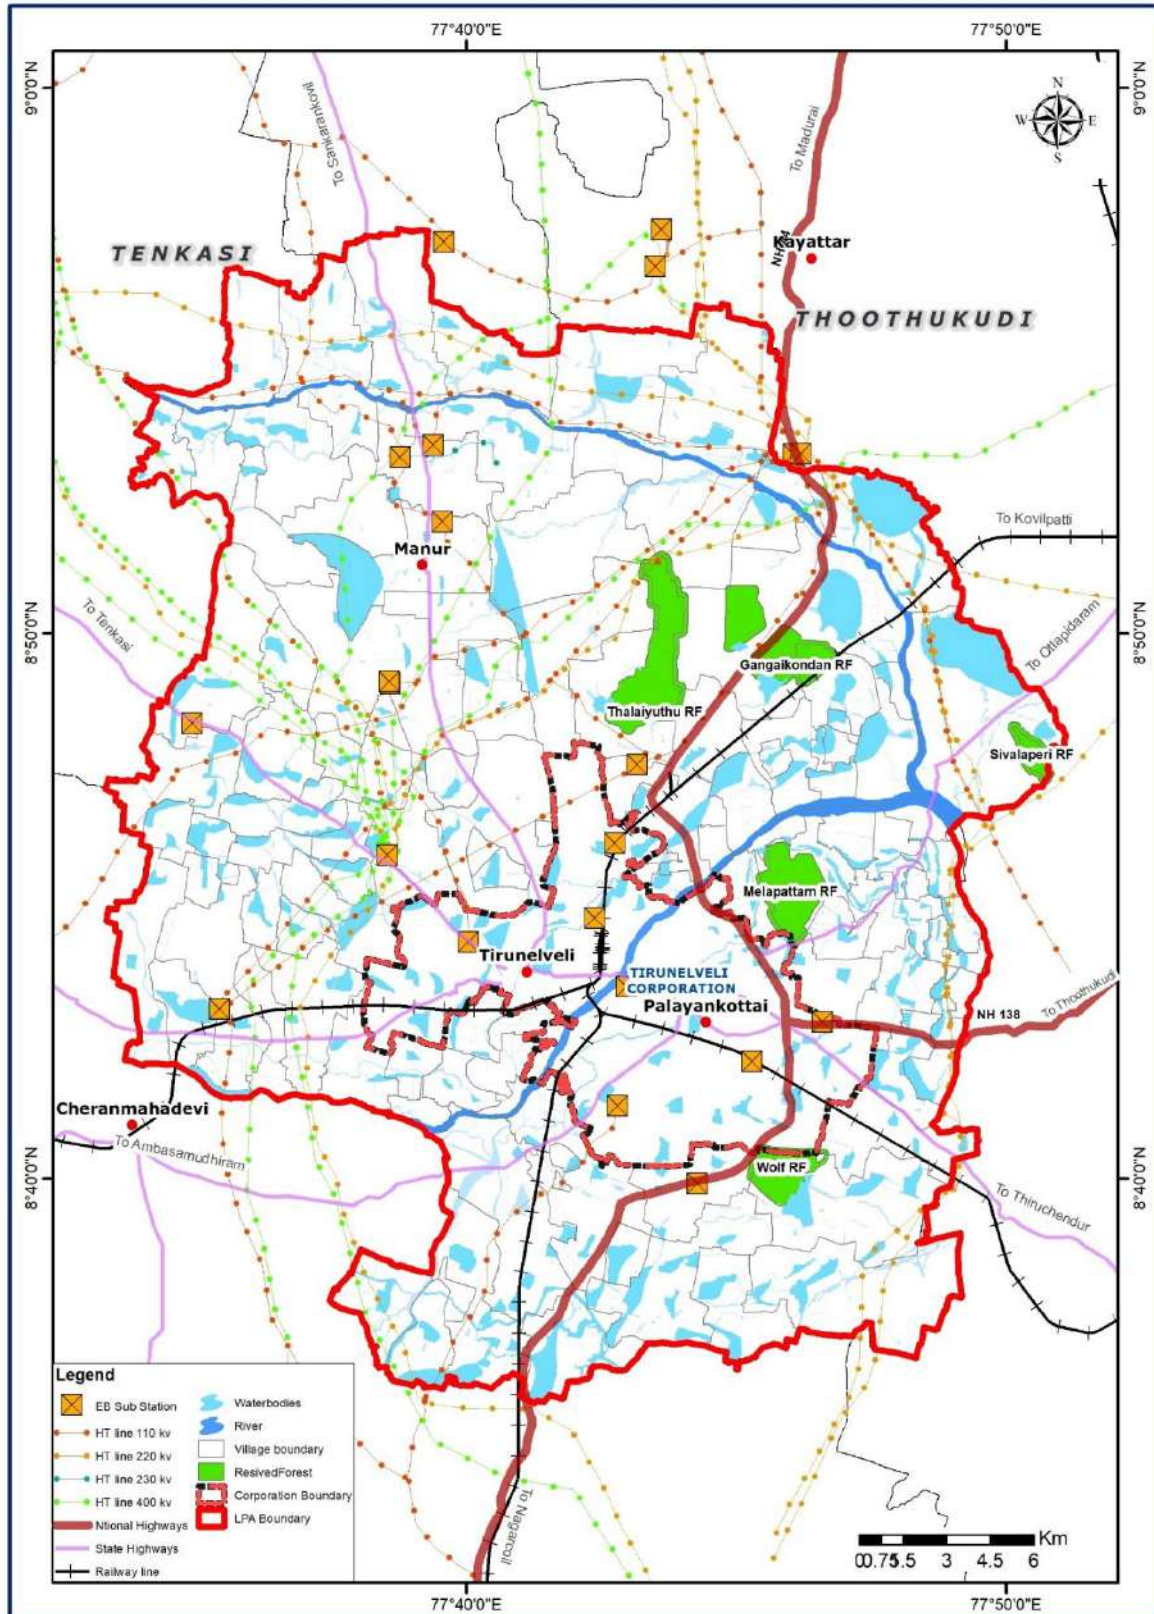 77°40'0"E
77°50'0"E
9°0'0"N
9°0'0"N
N
W
E
S
To Sankarankovil
To Madurai
NH 44
Kayattar
TENKASI
THOOTHUKUDI
To Kovilpatti
Manur
To Tenkasi
To Ottapidaram
8°50'0"N
8°50'0"N
Gangaikondan RF
Thalaiyuthu RF
Sivalaperi RF
Melapattam RF
Tirunelveli
TIRUNELVELI
CORPORATION
Palayankottai
NH 138
To Thoothukudi
Cheranmahadevi
To Ambasamudhiram
Wolf RF
To Thiruchendur
8°40'0"N
8°40'0"N
To Nagarcoil
Legend
EB Sub Station
HT line 110 kv
HT line 220 kv
HT line 230 kv
HT line 400 kv
Ntional Highways
State Highways
Railway line
Waterbodies
River
Village boundary
ResivedForest
Corporation Boundary
LPA Boundary
Km
00.751.5 3 4.5 6
77°40'0"E
77°50'0"E